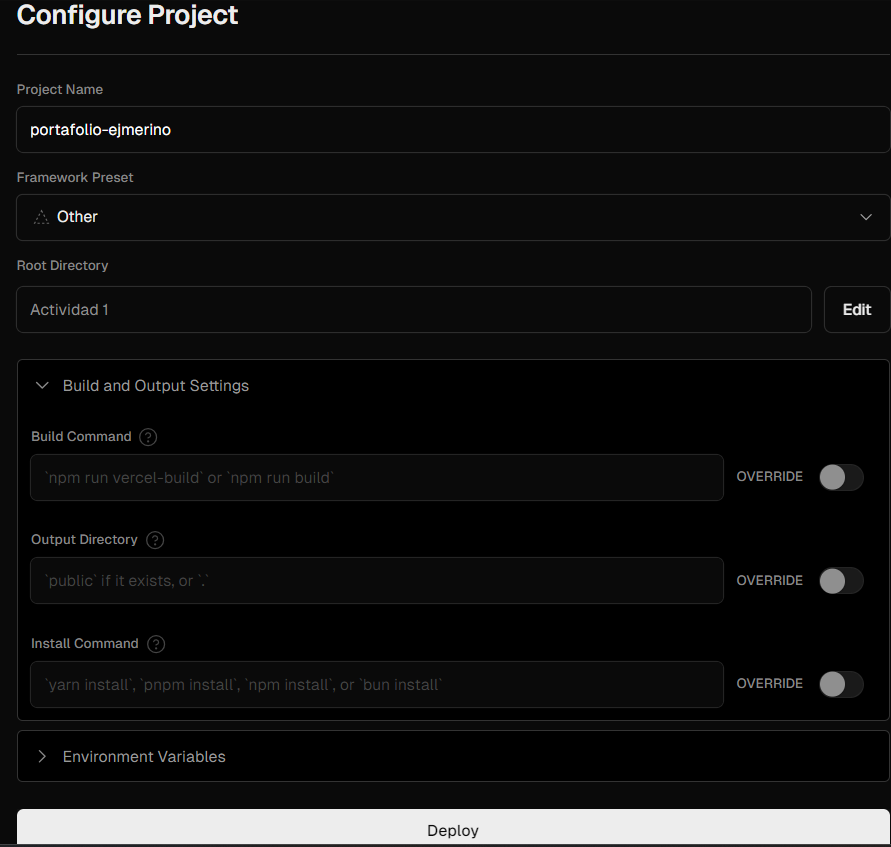 Configure Project
Project Name
portafolio-ejmerino
Framework Preset
Other
Root Directory
Actividad 1
Edit
Build and Output Settings
Build Command ?
`npm run vercel-build` or `npm run build`
OVERRIDE
Output Directory ?
`public` if it exists, or `.`
OVERRIDE
Install Command ?
`yarn install`, `pnpm install`, `npm install`, or `bun install`
OVERRIDE
Environment Variables
Deploy